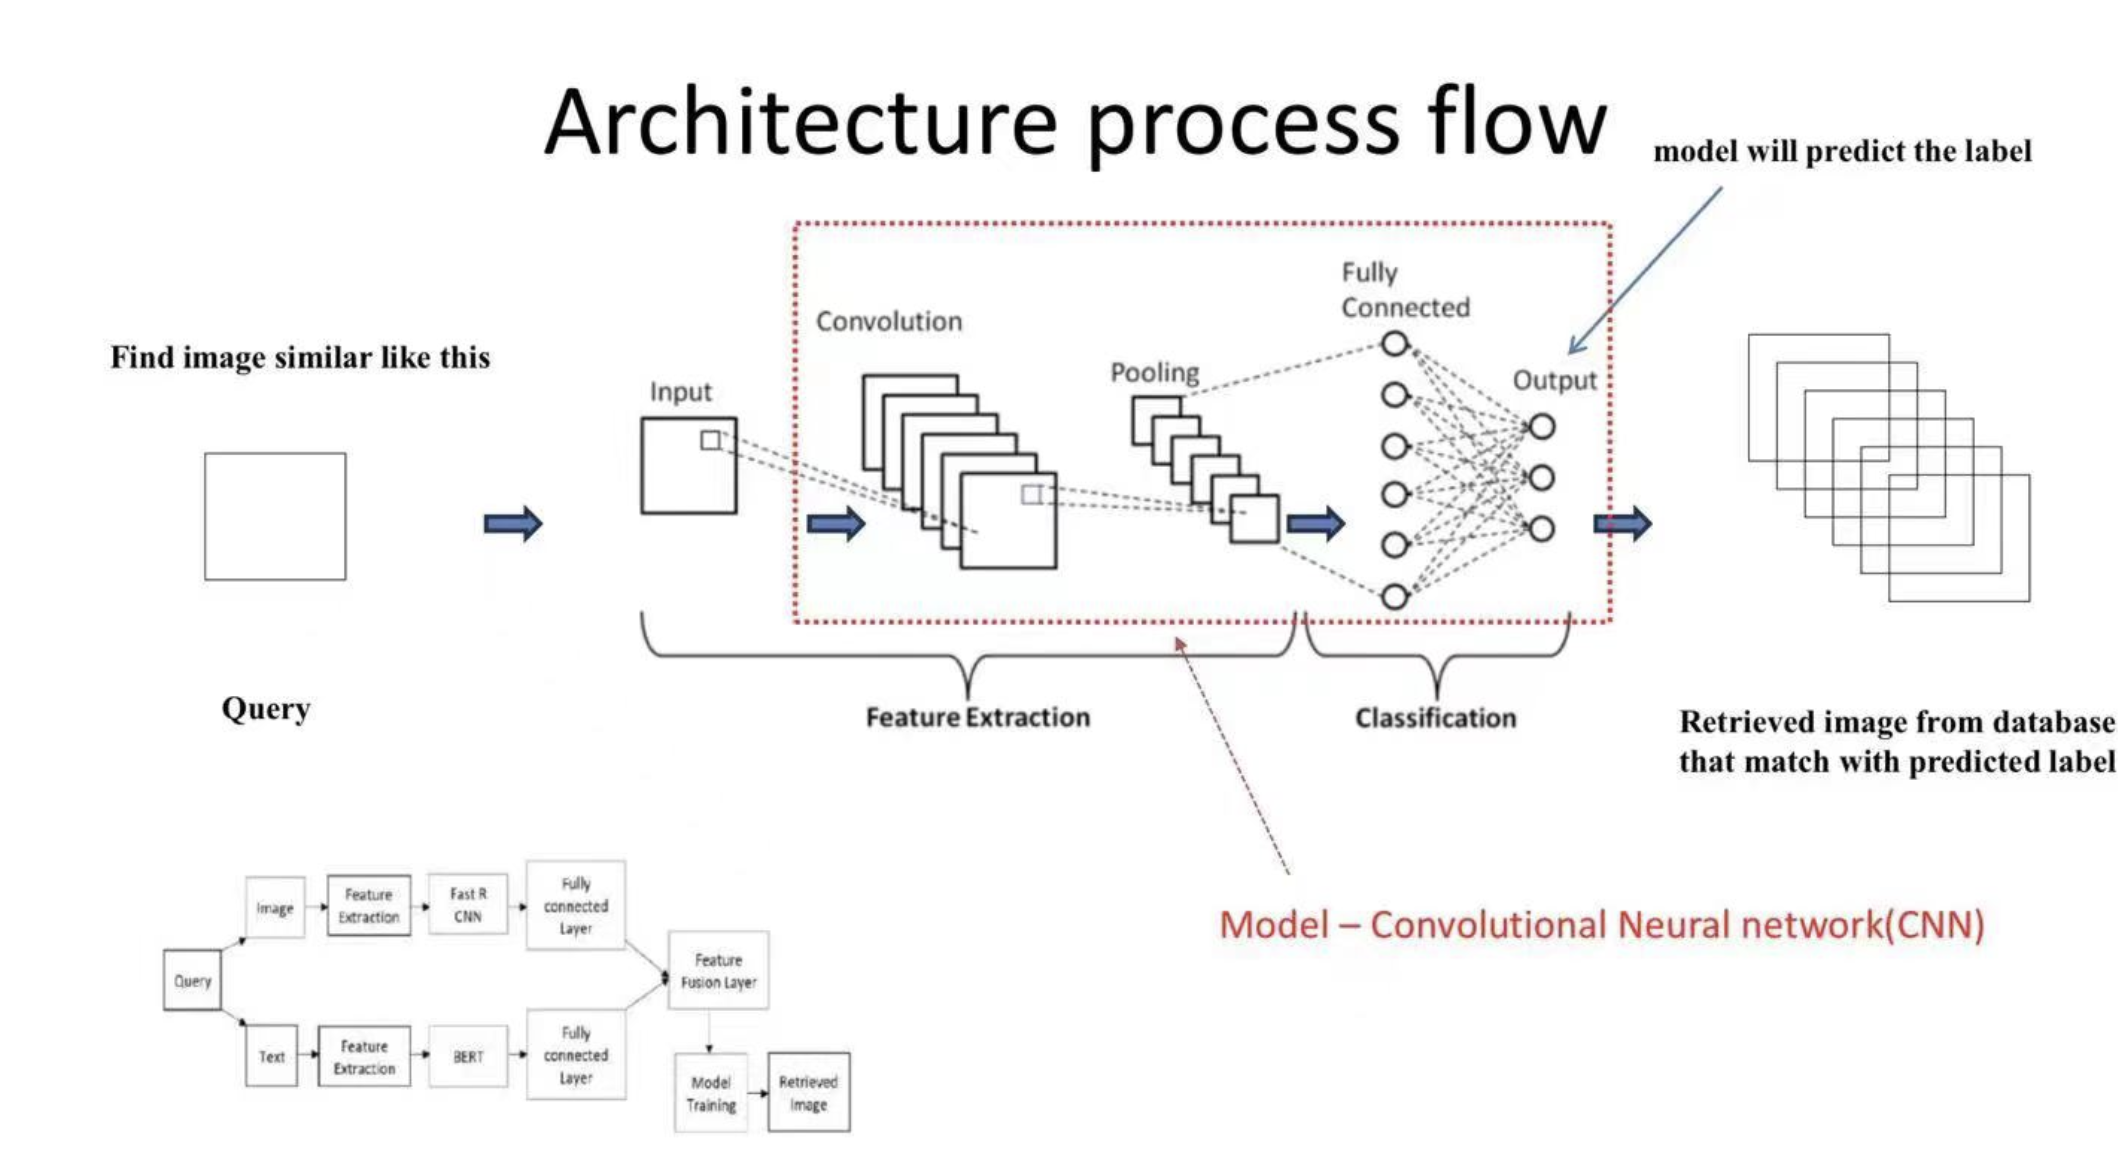 Architecture process flow
model will predict the label
Fully
Connected
Convolution
Find image similar like this
Pooling
Output
Input
Query
Feature Extraction
Classification
Retrieved image from database
that match with predicted label
Model – Convolutional Neural network(CNN)
Query
Image
Feature
Extraction
Fast R
CNN
Fully
connected
Layer
Text
Feature
Extraction
BERT
Fully
connected
Layer
Feature
Fusion Layer
Model
Training
Retrieved
Image